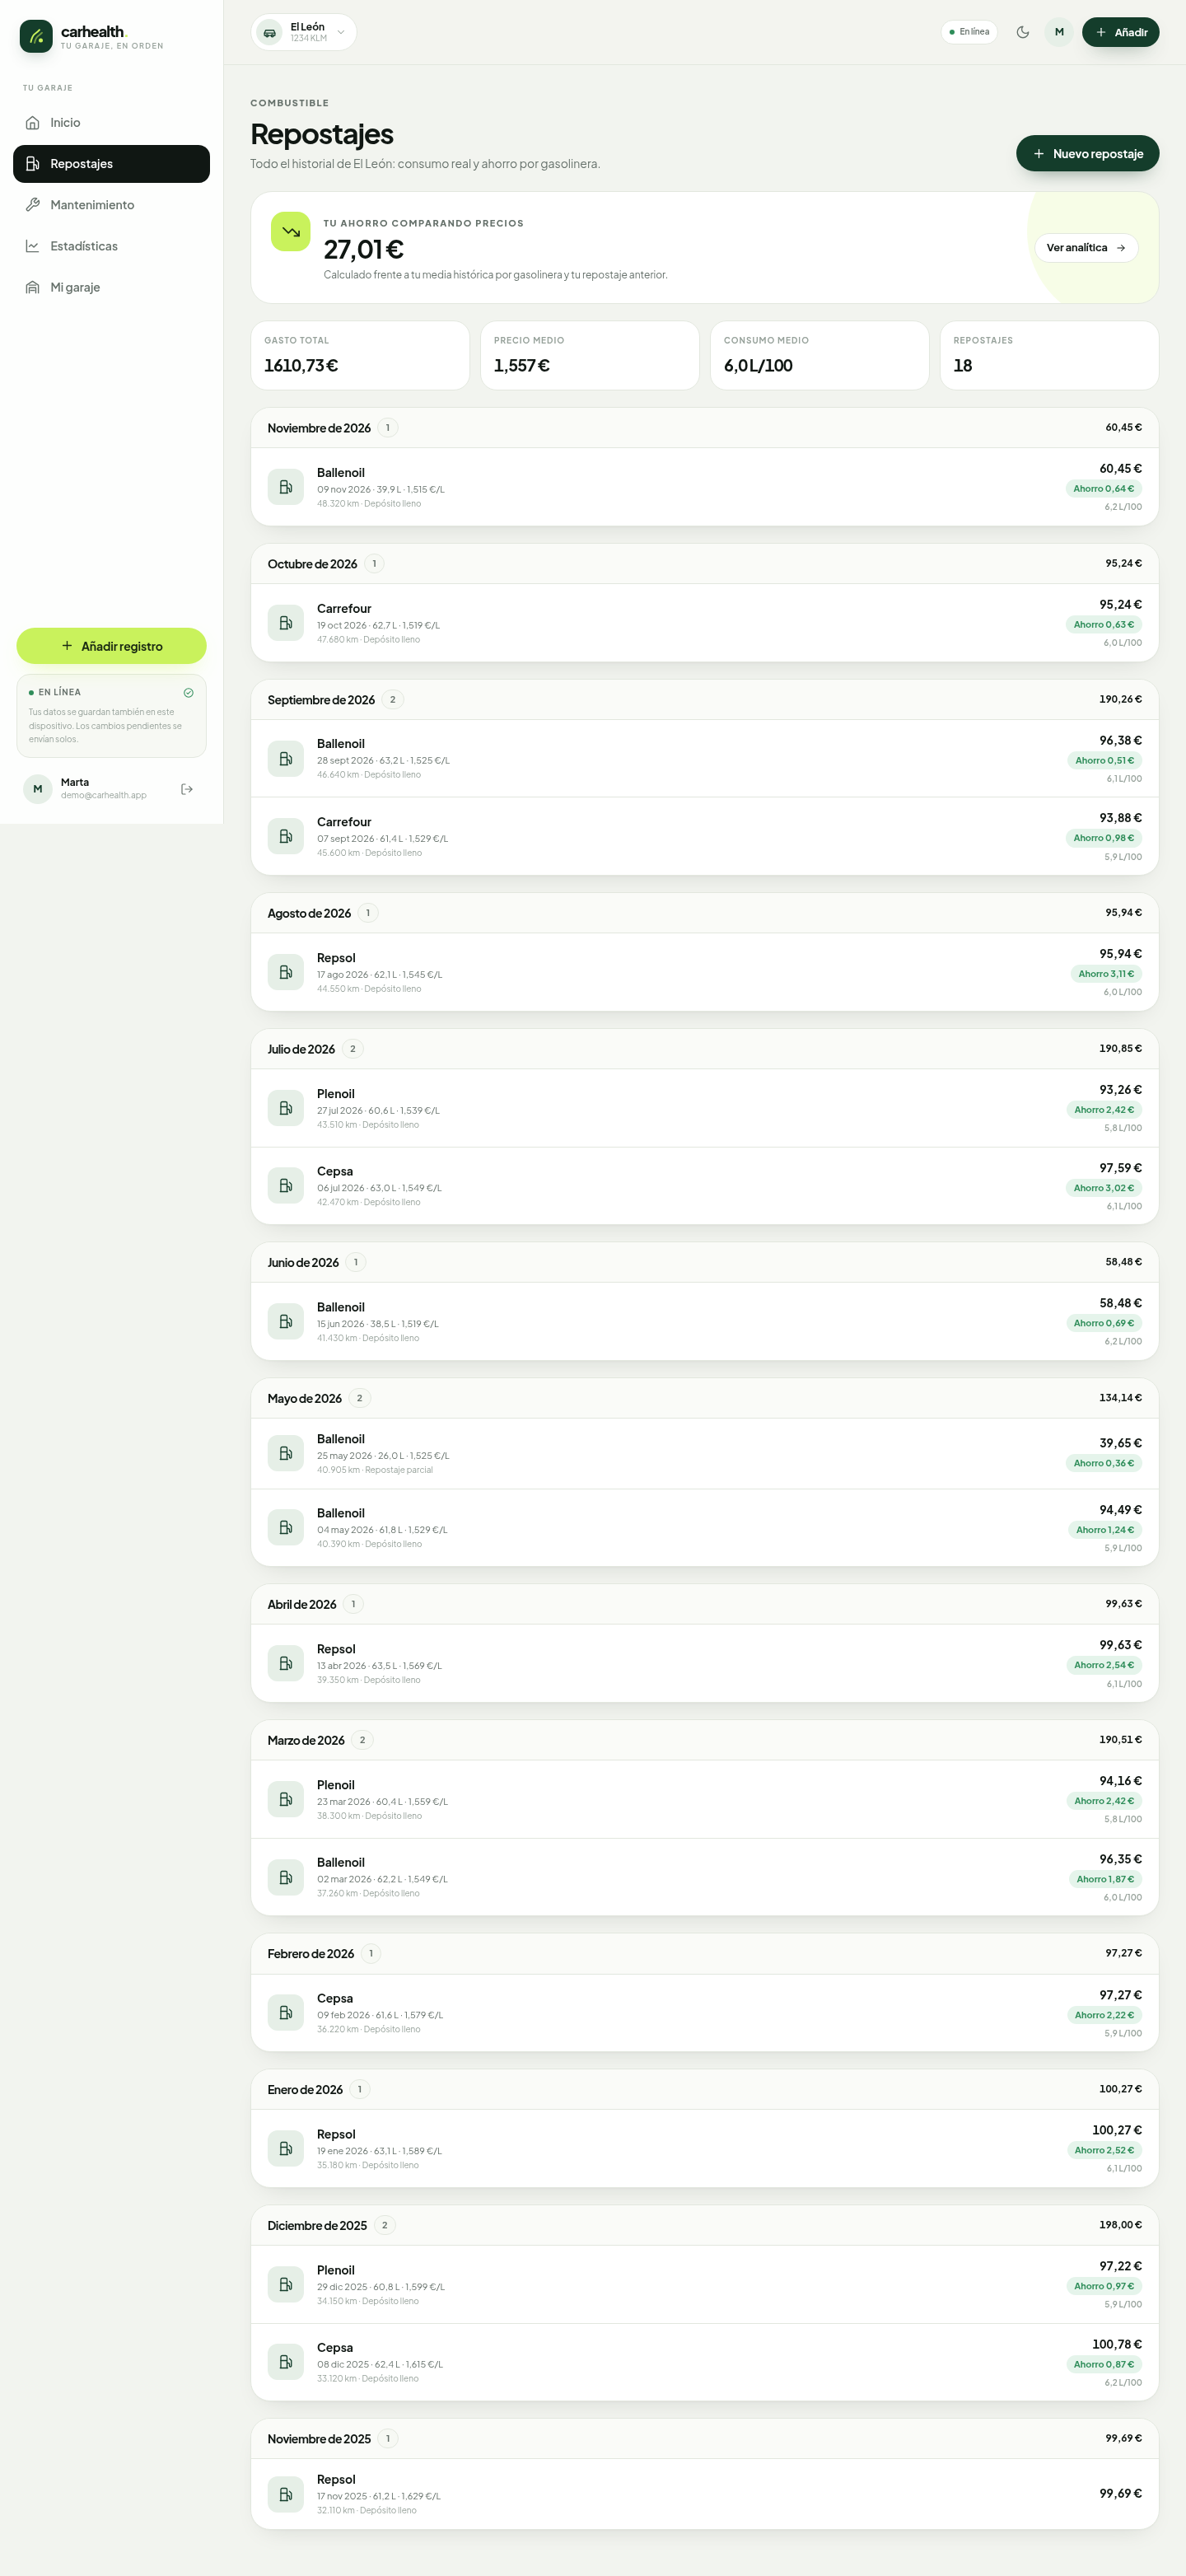 carhealth.
TU GARAJE, EN ORDEN
TU GARAJE
Inicio
Repostajes
Mantenimiento
Estadísticas
Mi garaje
Añadir registro
EN LÍNEA
Tus datos se guardan también en este
dispositivo. Los cambios pendientes se
envían solos.
M
Marta
demo@carhealth.app
El León
1234 KLM
En línea
M
Añadir
COMBUSTIBLE
Repostajes
Todo el historial de El León: consumo real y ahorro por gasolinera.
Nuevo repostaje
TU AHORRO COMPARANDO PRECIOS
27,01 €
Calculado frente a tu media histórica por gasolinera y tu repostaje anterior.
Ver analítica
GASTO TOTAL
1610,73 €
PRECIO MEDIO
1,557 €
CONSUMO MEDIO
6,0 L/100
REPOSTAJES
18
Noviembre de 2026 1 60,45 €
Ballenoil
09 nov 2026 · 39,9 L · 1,515 €/L
48.320 km · Depósito lleno
60,45 €
Ahorro 0,64 €
6,2 L/100
Octubre de 2026 1 95,24 €
Carrefour
19 oct 2026 · 62,7 L · 1,519 €/L
47.680 km · Depósito lleno
95,24 €
Ahorro 0,63 €
6,0 L/100
Septiembre de 2026 2 190,26 €
Ballenoil
28 sept 2026 · 63,2 L · 1,525 €/L
46.640 km · Depósito lleno
96,38 €
Ahorro 0,51 €
6,1 L/100
Carrefour
07 sept 2026 · 61,4 L · 1,529 €/L
45.600 km · Depósito lleno
93,88 €
Ahorro 0,98 €
5,9 L/100
Agosto de 2026 1 95,94 €
Repsol
17 ago 2026 · 62,1 L · 1,545 €/L
44.550 km · Depósito lleno
95,94 €
Ahorro 3,11 €
6,0 L/100
Julio de 2026 2 190,85 €
Plenoil
27 jul 2026 · 60,6 L · 1,539 €/L
43.510 km · Depósito lleno
93,26 €
Ahorro 2,42 €
5,8 L/100
Cepsa
06 jul 2026 · 63,0 L · 1,549 €/L
42.470 km · Depósito lleno
97,59 €
Ahorro 3,02 €
6,1 L/100
Junio de 2026 1 58,48 €
Ballenoil
15 jun 2026 · 38,5 L · 1,519 €/L
41.430 km · Depósito lleno
58,48 €
Ahorro 0,69 €
6,2 L/100
Mayo de 2026 2 134,14 €
Ballenoil
25 may 2026 · 26,0 L · 1,525 €/L
40.905 km · Repostaje parcial
39,65 €
Ahorro 0,36 €
Ballenoil
04 may 2026 · 61,8 L · 1,529 €/L
40.390 km · Depósito lleno
94,49 €
Ahorro 1,24 €
5,9 L/100
Abril de 2026 1 99,63 €
Repsol
13 abr 2026 · 63,5 L · 1,569 €/L
39.350 km · Depósito lleno
99,63 €
Ahorro 2,54 €
6,1 L/100
Marzo de 2026 2 190,51 €
Plenoil
23 mar 2026 · 60,4 L · 1,559 €/L
38.300 km · Depósito lleno
94,16 €
Ahorro 2,42 €
5,8 L/100
Ballenoil
02 mar 2026 · 62,2 L · 1,549 €/L
37.260 km · Depósito lleno
96,35 €
Ahorro 1,87 €
6,0 L/100
Febrero de 2026 1 97,27 €
Cepsa
09 feb 2026 · 61,6 L · 1,579 €/L
36.220 km · Depósito lleno
97,27 €
Ahorro 2,22 €
5,9 L/100
Enero de 2026 1 100,27 €
Repsol
19 ene 2026 · 63,1 L · 1,589 €/L
35.180 km · Depósito lleno
100,27 €
Ahorro 2,52 €
6,1 L/100
Diciembre de 2025 2 198,00 €
Plenoil
29 dic 2025 · 60,8 L · 1,599 €/L
34.150 km · Depósito lleno
97,22 €
Ahorro 0,97 €
5,9 L/100
Cepsa
08 dic 2025 · 62,4 L · 1,615 €/L
33.120 km · Depósito lleno
100,78 €
Ahorro 0,87 €
6,2 L/100
Noviembre de 2025 1 99,69 €
Repsol
17 nov 2025 · 61,2 L · 1,629 €/L
32.110 km · Depósito lleno
99,69 €